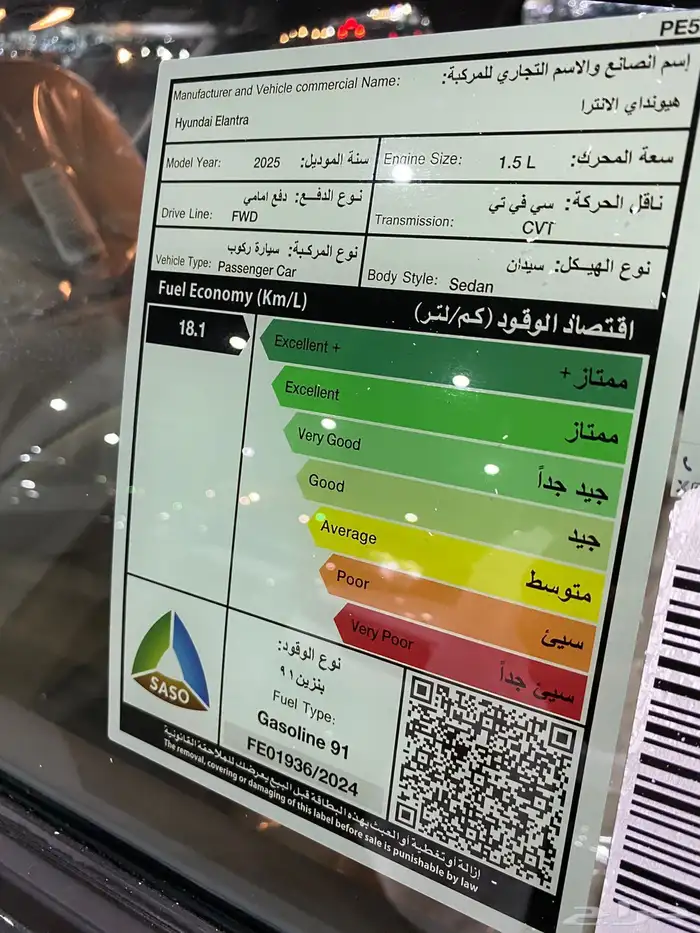 PE5
إسم الصانع والاسم التجاري للمركبة:
Manufacturer and Vehicle commercial Name:
هيونداي الانترا
Hyundai Elantra
Model Year: 2025 سنة الموديل:
Engine Size: 1.5 L سعة المحرك:
نوع الدفع: دفع امامي
Drive Line: FWD
ناقل الحركة: سي في تي
Transmission: CVT
نوع المركبة: سيارة ركوب
Vehicle Type: Passenger Car
نوع الهيكل: سيدان
Body Style: Sedan
Fuel Economy (Km/L) اقتصاد الوقود (كم/لتر)
18.1
Excellent + ممتاز +
Excellent ممتاز
Very Good جيد جداً
Good جيد
Average متوسط
Poor سيئ
Very Poor سيئ جداً
SASO
نوع الوقود:
بنزين ٩١
Fuel Type:
Gasoline 91
FE01936/2024
- إزالة أو تغطية أو العبث بهذه البطاقة قبل البيع يعرضك للملاحقة القانونية
The removal, covering or damaging of this label before sale is punishable by law
حراج